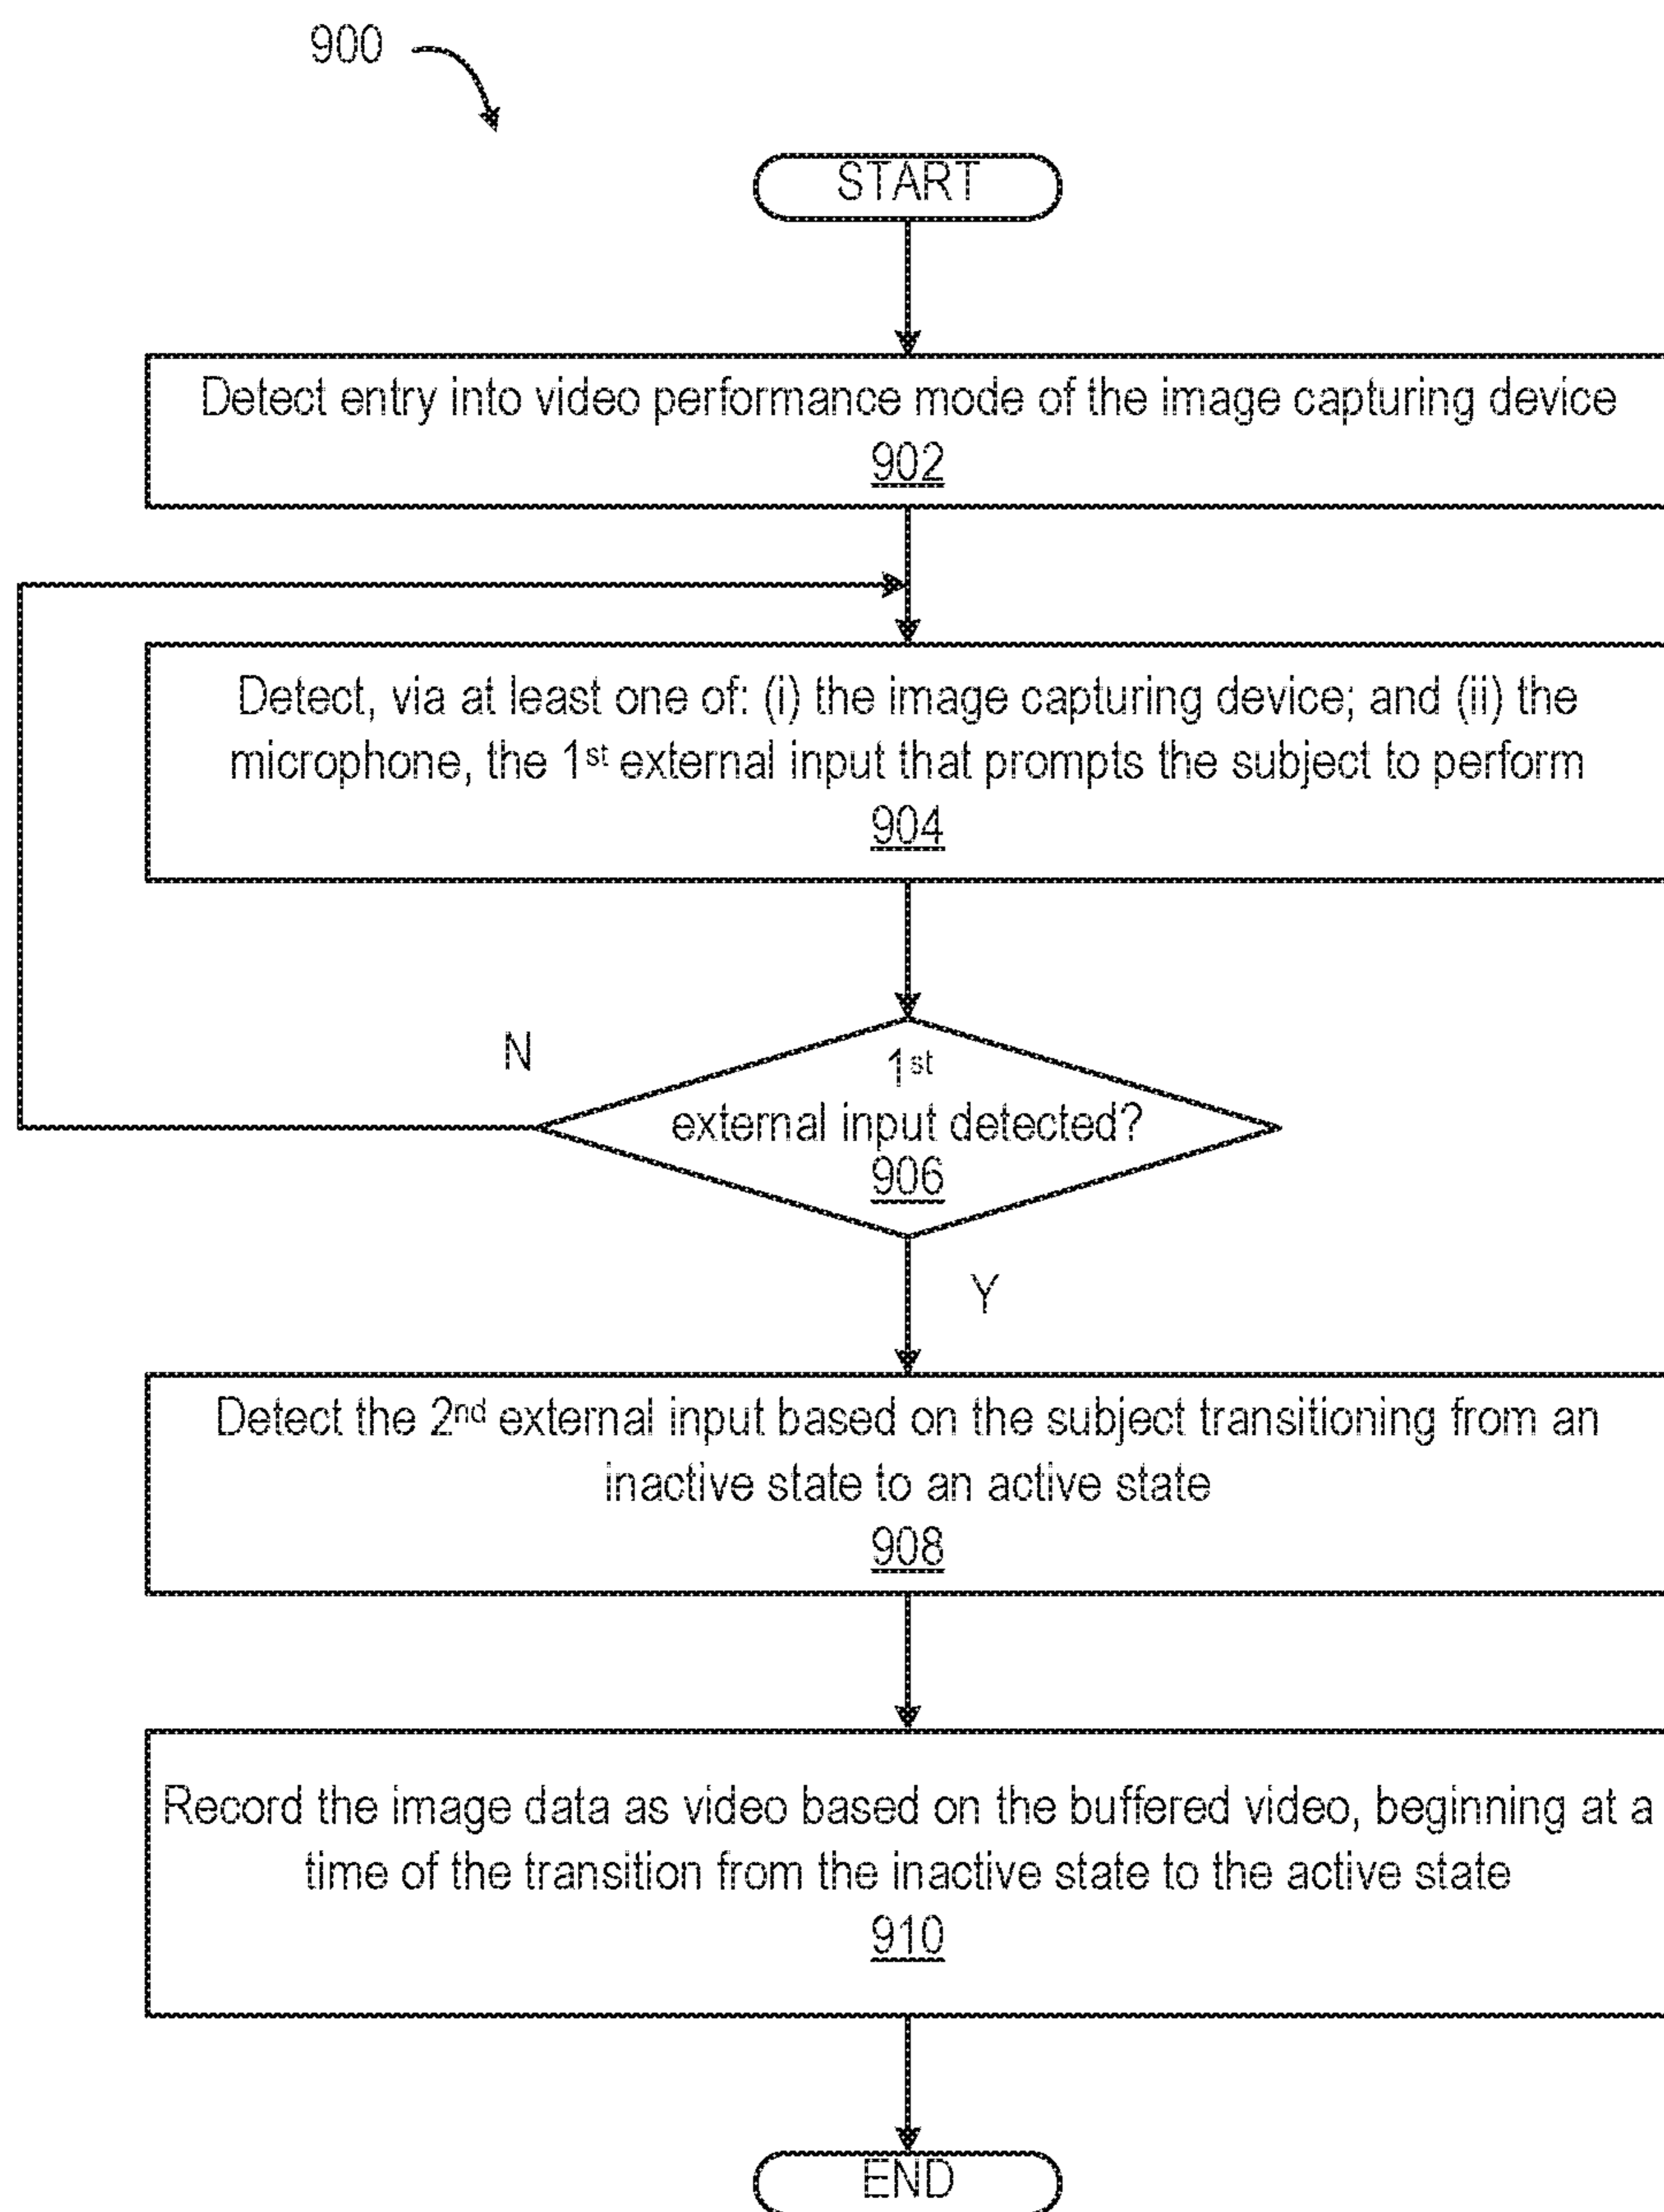 900
START
Detect entry into video performance mode of the image capturing device
902
Detect, via at least one of: (i) the image capturing device; and (ii) the
microphone, the 1st external input that prompts the subject to perform
904
N
1st
external input detected?
906
Y
Detect the 2nd external input based on the subject transitioning from an
inactive state to an active state
908
Record the image data as video based on the buffered video, beginning at a
time of the transition from the inactive state to the active state
910
END